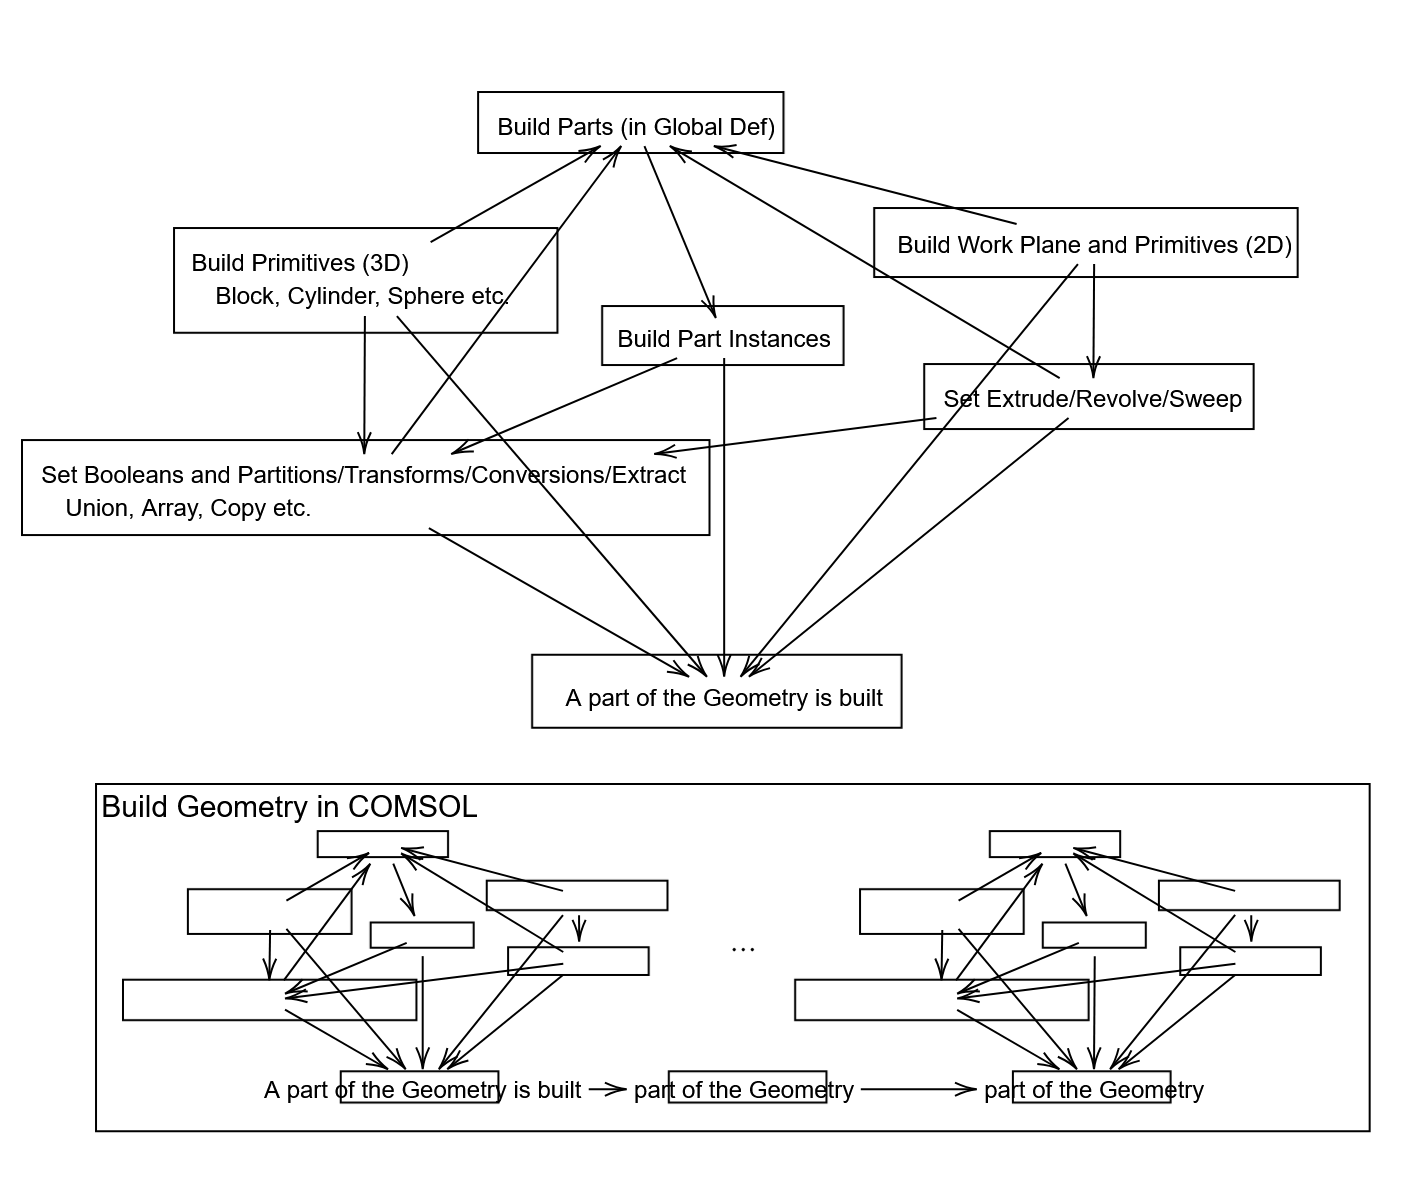 Build Parts (in Global Def)
Build Work Plane and Primitives (2D)
Build Primitives (3D)
Block, Cylinder, Sphere etc.
Build Part Instances
Set Extrude/Revolve/Sweep
Set Booleans and Partitions/Transforms/Conversions/Extract
Union, Array, Copy etc.
A part of the Geometry is built
Build Geometry in COMSOL
...
A part of the Geometry is built
part of the Geometry
part of the Geometry